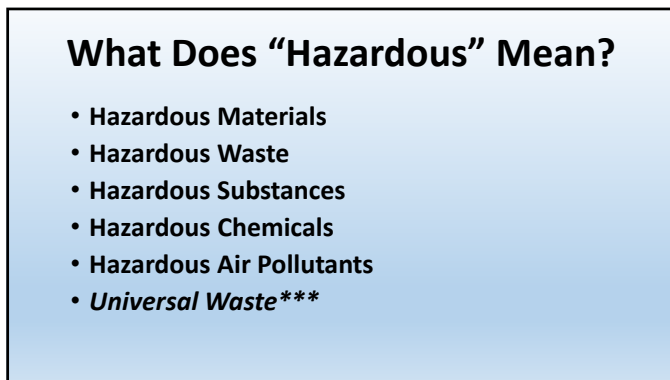 What Does “Hazardous” Mean?
• Hazardous Materials
• Hazardous Waste
• Hazardous Substances
• Hazardous Chemicals
• Hazardous Air Pollutants
• Universal Waste***